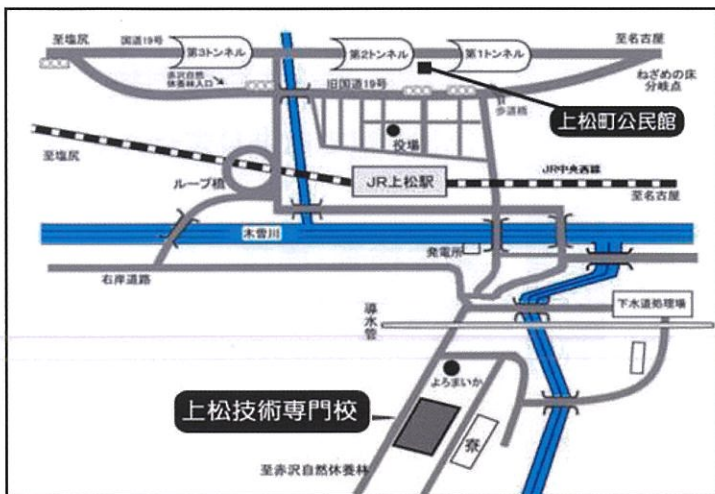 至塩尻
国道19号
第3トンネル
第2トンネル
第1トンネル
至名古屋
赤沢自然
休養林入口
旧国道19号
歩道橋
ねざめの床
分岐点
上松町公民館
役場
至塩尻
ループ橋
JR上松駅
JR中央西線
至名古屋
木曽川
発電所
右岸道路
導水管
下水道処理場
よろまいか
上松技術専門校
寮
至赤沢自然休養林